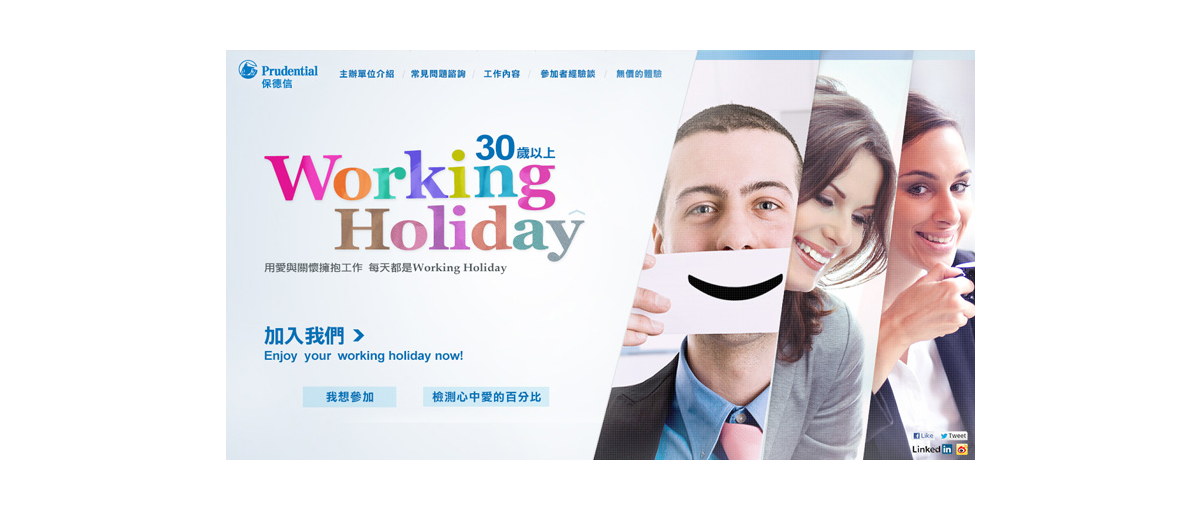 Prudential
保德信
主辦單位介紹 / 常見問題諮詢 / 工作內容 / 參加者經驗談 / 無價的體驗
30歲以上
Working
Holiday
用愛與關懷擁抱工作 每天都是Working Holiday
加入我們
Enjoy your working holiday now!
我想參加 檢測心中愛的百分比
Like Tweet
Linked in